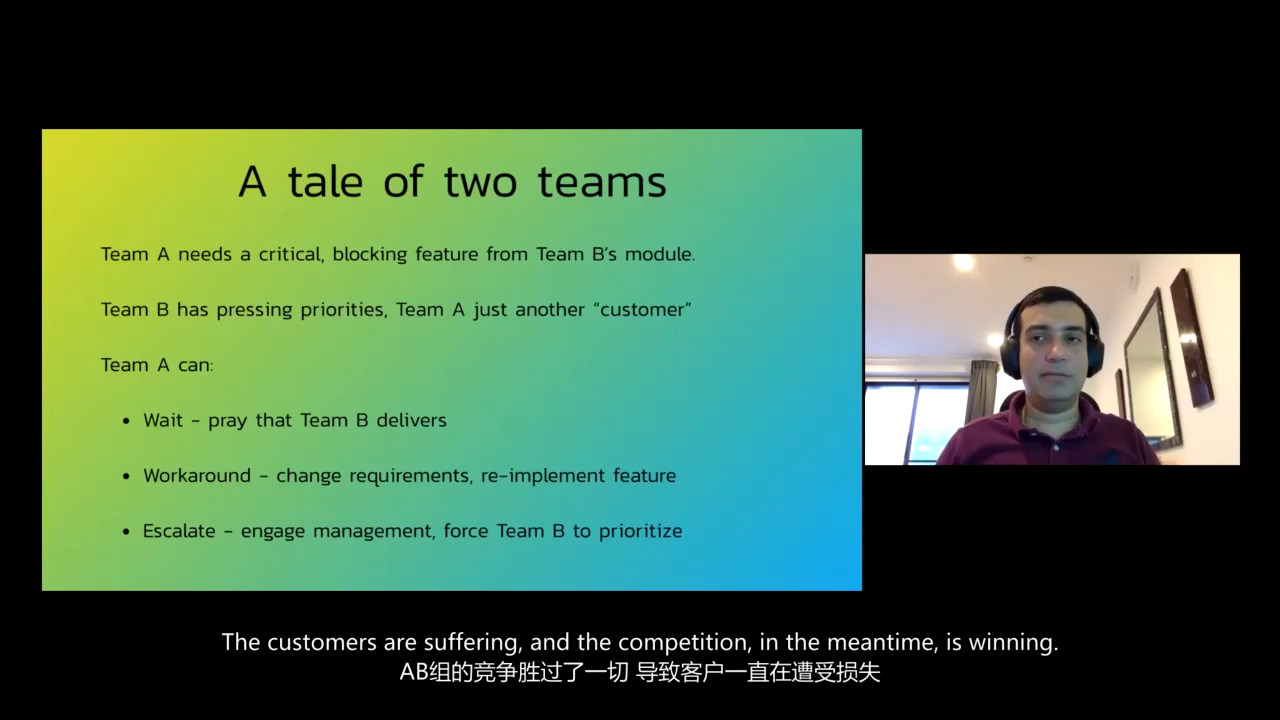 A tale of two teams
Team A needs a critical, blocking feature from Team B’s module.
Team B has pressing priorities, Team A just another “customer”
Team A can:
• Wait – pray that Team B delivers
• Workaround – change requirements, re-implement feature
• Escalate – engage management, force Team B to prioritize
The customers are suffering, and the competition, in the meantime, is winning.
AB组的竞争胜过了一切 导致客户一直在遭受损失